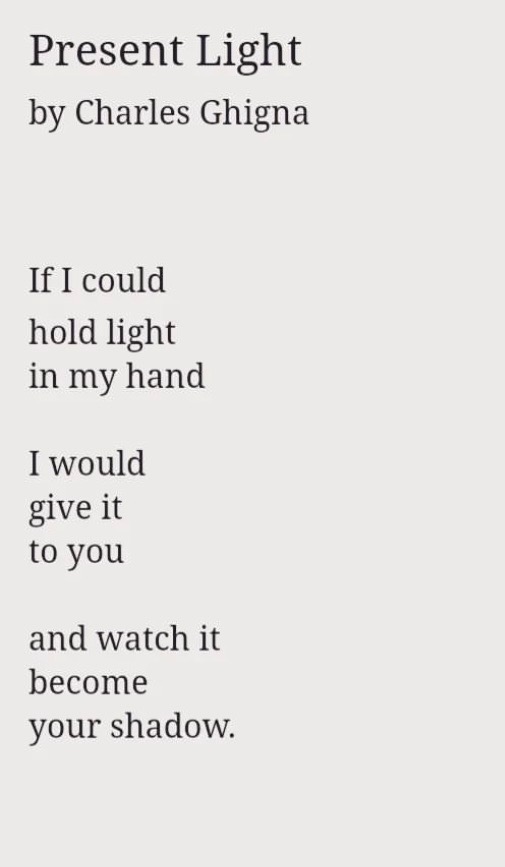 Present Light
by Charles Ghigna
If I could
hold light
in my hand
I would
give it
to you
and watch it
become
your shadow.